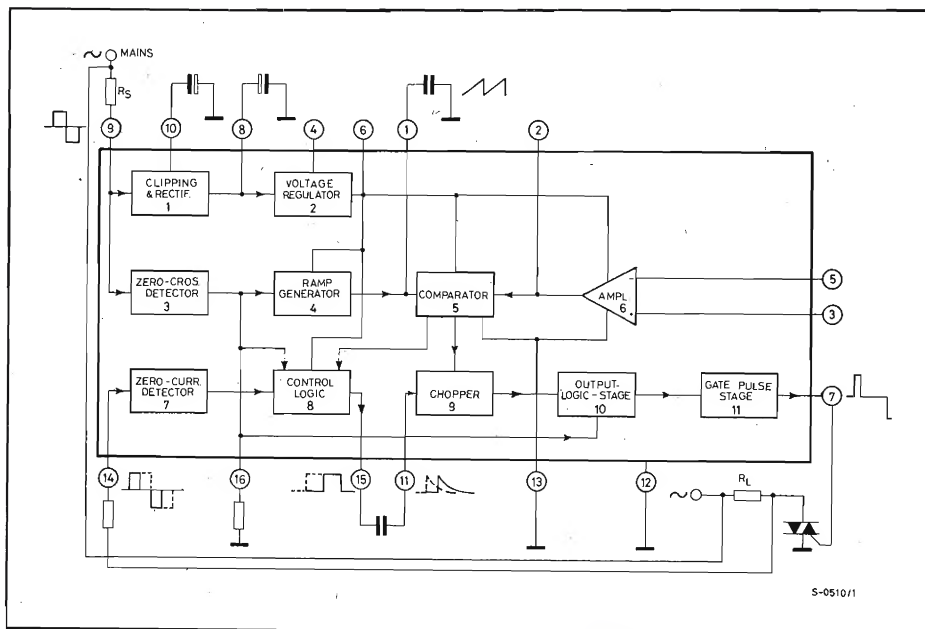 ~ MAINS
RS
9
10
8
4
6
1
2
CLIPPING
& RECTIF.
1
VOLTAGE
REGULATOR
2
ZERO-CROS.
DETECTOR
3
RAMP
GENERATOR
4
COMPARATOR
5
AMPL.
6
5
3
ZERO-CURR.
DETECTOR
7
CONTROL
LOGIC
8
CHOPPER
9
OUTPUT-
LOGIC-STAGE
10
GATE PULSE
STAGE
11
7
14
16
15
11
13
12
~
RL
S-0510/1